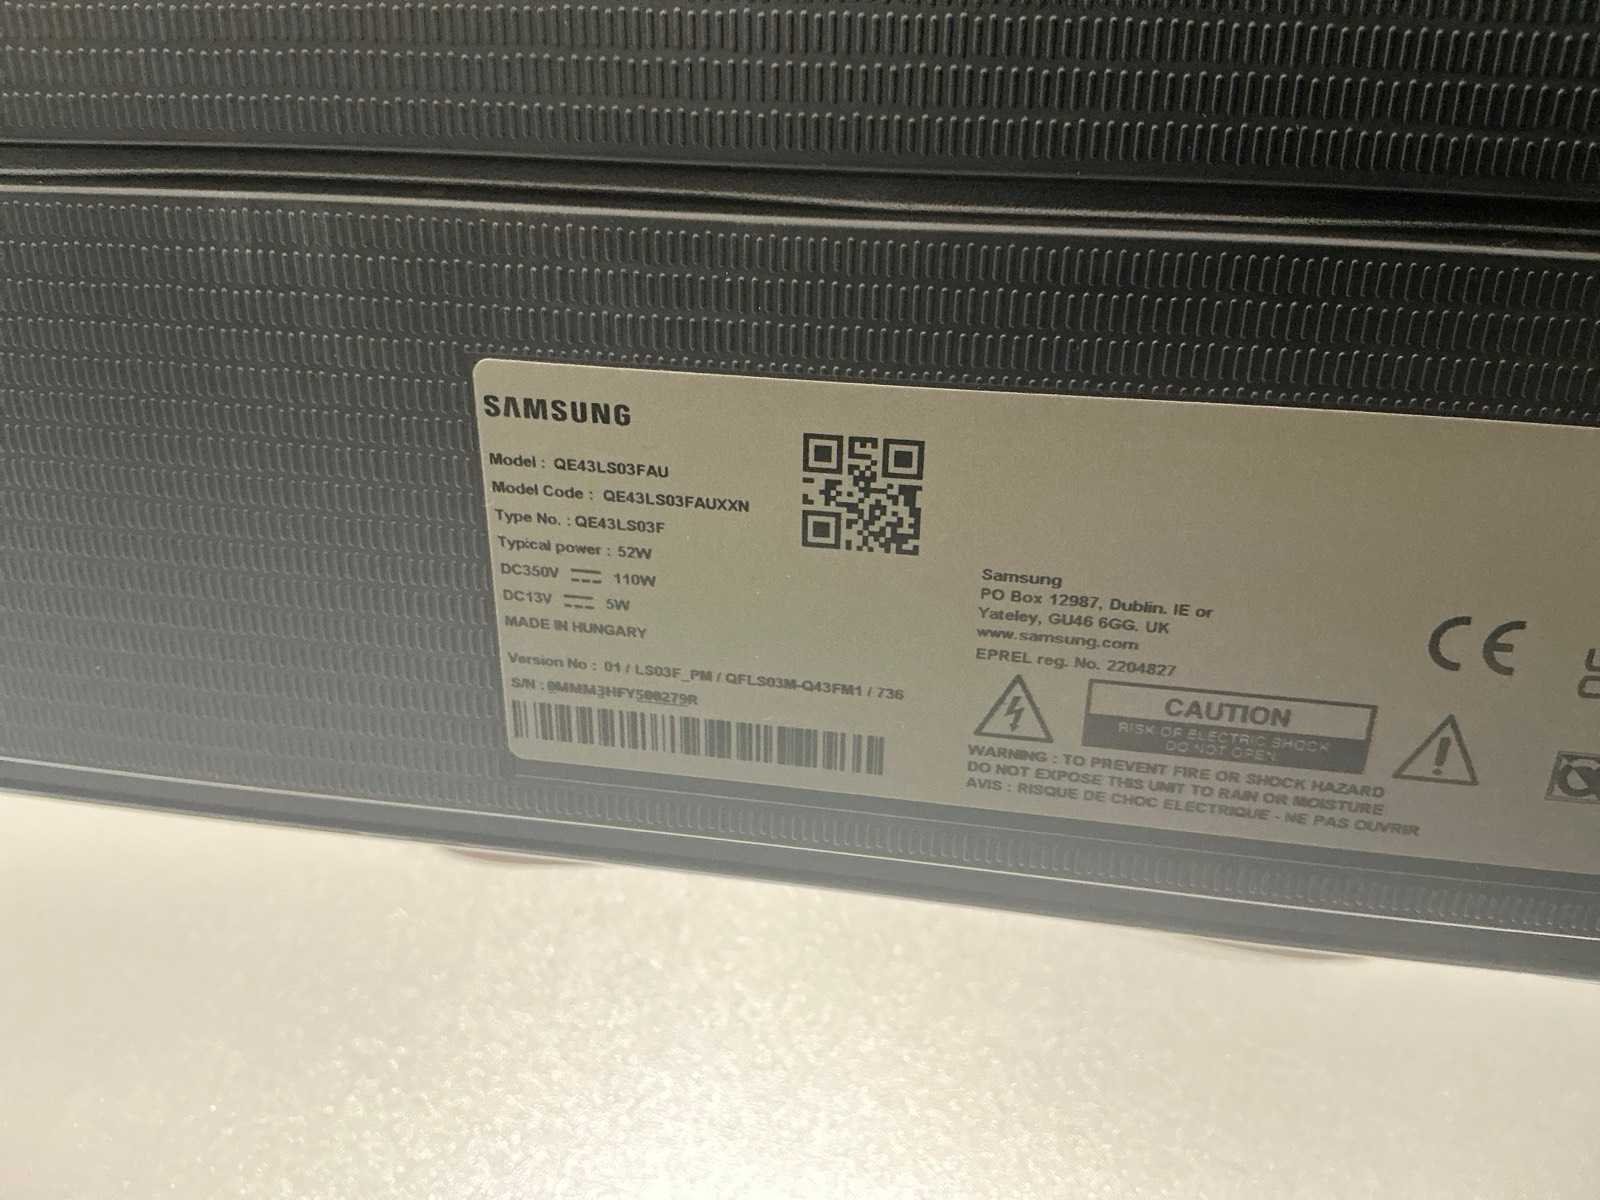 SAMSUNG
Model : QE43LS03FAU
Model Code : QE43LS03FAUXXN
Type No. : QE43LS03F
Typical power : 52W
DC350V 110W
DC13V 5W
MADE IN HUNGARY
Version No : 01 / LS03F_PM / QFLS03M-Q43FM1 / 736
S/N : 0MMM3HFY500279R
Samsung
PO Box 12987, Dublin. IE or
Yateley, GU46 6GG. UK
www.samsung.com
EPREL reg. No. 2204827
CE
CAUTION
RISK OF ELECTRIC SHOCK
DO NOT OPEN
WARNING : TO PREVENT FIRE OR SHOCK HAZARD
DO NOT EXPOSE THIS UNIT TO RAIN OR MOISTURE
AVIS : RISQUE DE CHOC ELECTRIQUE - NE PAS OUVRIR